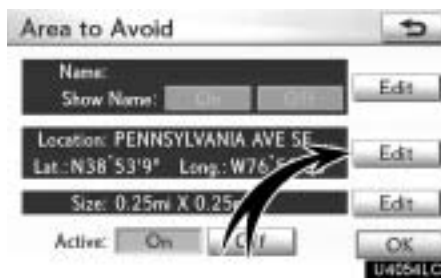 Area to Avoid
Name:
Edit
Show Name: On Off
Location: PENNSYLVANIA AVE SE
Lat.:N38°53'9" Long.:W76°
Edit
Size: 0.25mi X 0.25
Edit
Active: On Off
OK
U4054LC